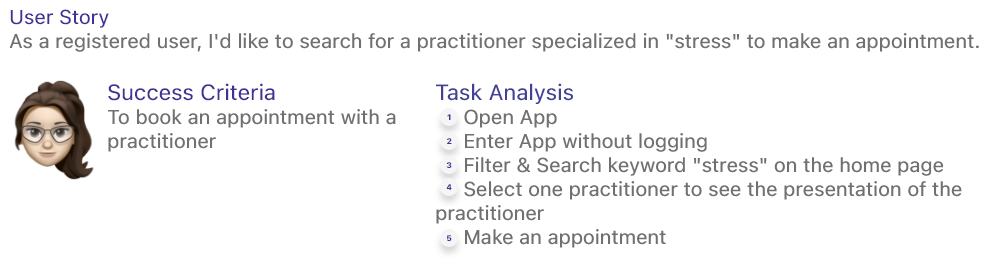 User Story
As a registered user, I'd like to search for a practitioner specialized in "stress" to make an appointment.
Success Criteria
To book an appointment with a
practitioner
Task Analysis
1 Open App
2 Enter App without logging
3 Filter & Search keyword "stress" on the home page
4 Select one practitioner to see the presentation of the
practitioner
5 Make an appointment